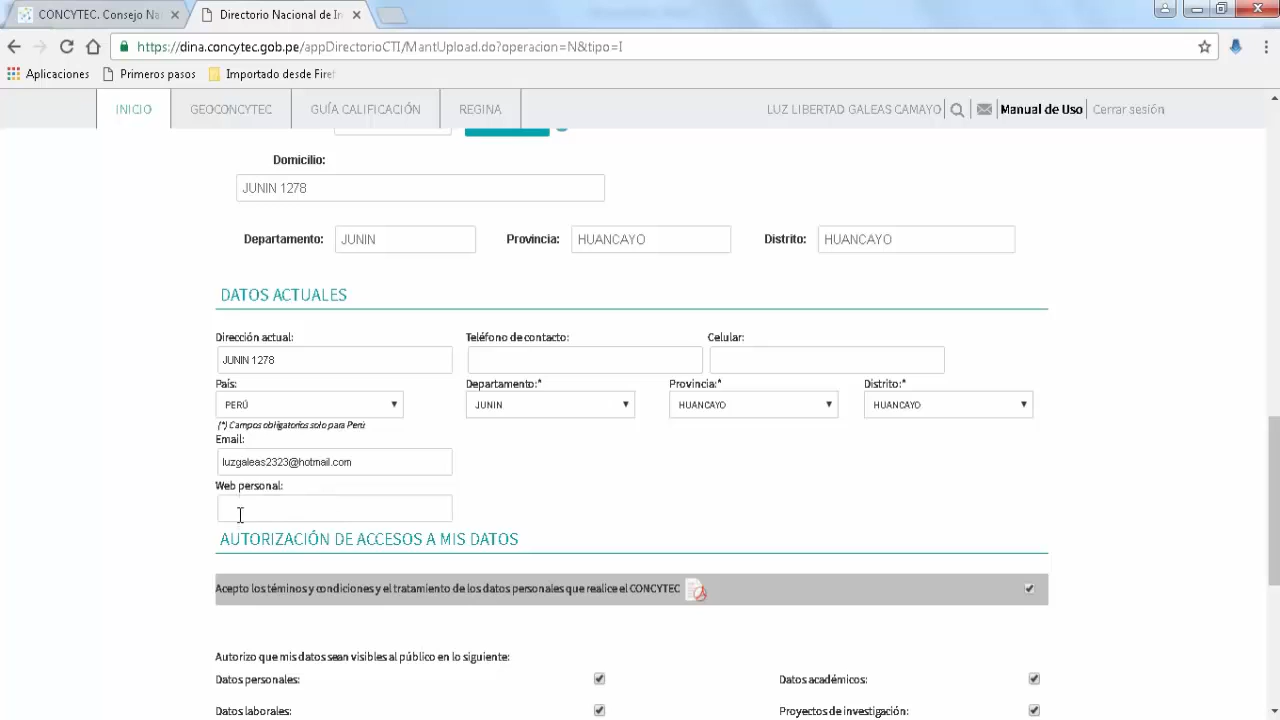 CONCYTEC. Consejo Na
Directorio Nacional de In
https://dina.concytec.gob.pe/appDirectorioCTI/MantUpload.do?operacion=N&tipo=I
Aplicaciones Primeros pasos Importado desde Firef
INICIO GEOCONCYTEC GUÍA CALIFICACIÓN REGINA LUZ LIBERTAD GALEAS CAMAYO Manual de Uso Cerrar sesión
Domicilio:
JUNIN 1278
Departamento: JUNIN Provincia: HUANCAYO Distrito: HUANCAYO
DATOS ACTUALES
Dirección actual: Teléfono de contacto: Celular:
JUNIN 1278
País: Departamento:* Provincia:* Distrito:*
PERÚ JUNIN HUANCAYO HUANCAYO
(*) Campos obligatorios solo para Perú
Email:
luzgaleas2323@hotmail.com
Web personal:
AUTORIZACIÓN DE ACCESOS A MIS DATOS
Acepto los téminos y condiciones y el tratamiento de los datos personales que realice el CONCYTEC
Autorizo que mis datos sean visibles al público en lo siguiente:
Datos personales: Datos académicos:
Datos laborales: Proyectos de investigación: